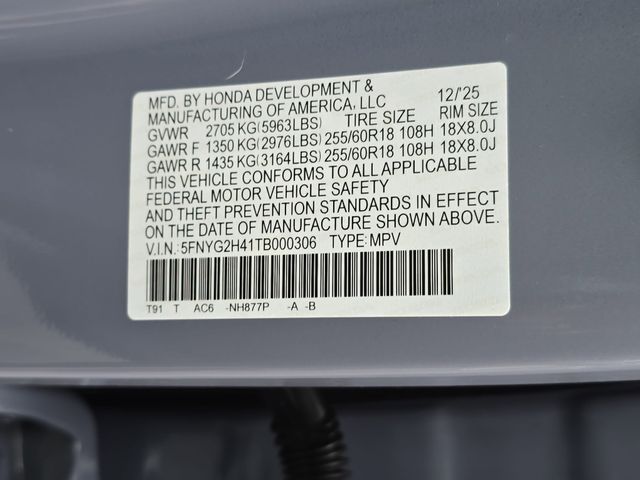 MFD. BY HONDA DEVELOPMENT &
MANUFACTURING OF AMERICA, LLC 12/'25
GVWR 2705 KG(5963LBS) TIRE SIZE RIM SIZE
GAWR F 1350 KG(2976LBS) 255/60R18 108H 18X8.0J
GAWR R 1435 KG(3164LBS) 255/60R18 108H 18X8.0J
THIS VEHICLE CONFORMS TO ALL APPLICABLE
FEDERAL MOTOR VEHICLE SAFETY
AND THEFT PREVENTION STANDARDS IN EFFECT
ON THE DATE OF MANUFACTURE SHOWN ABOVE.
V.I.N.:5FNYG2H41TB000306 TYPE:MPV
T91 T AC6 -NH877P -A -B